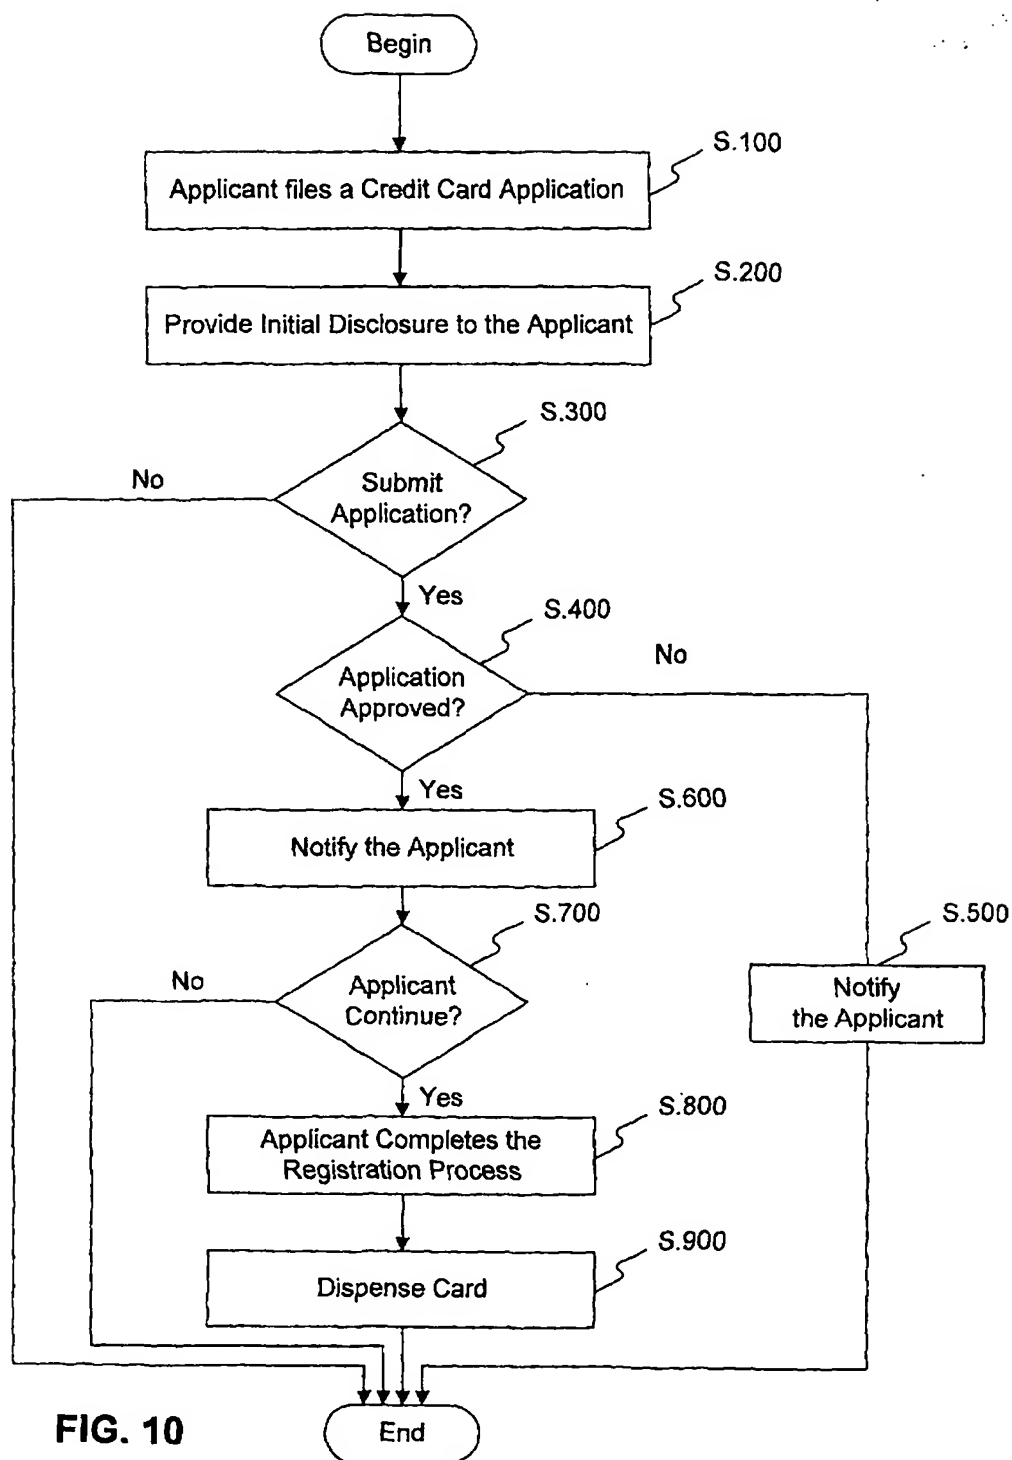 Begin
S.100
Applicant files a Credit Card Application
S.200
Provide Initial Disclosure to the Applicant
S.300
Submit
Application?
No
Yes
S.400
Application
Approved?
No
Yes
S.600
Notify the Applicant
S.700
Applicant
Continue?
No
S.500
Notify
the Applicant
Yes
S.800
Applicant Completes the
Registration Process
S.900
Dispense Card
End
FIG. 10